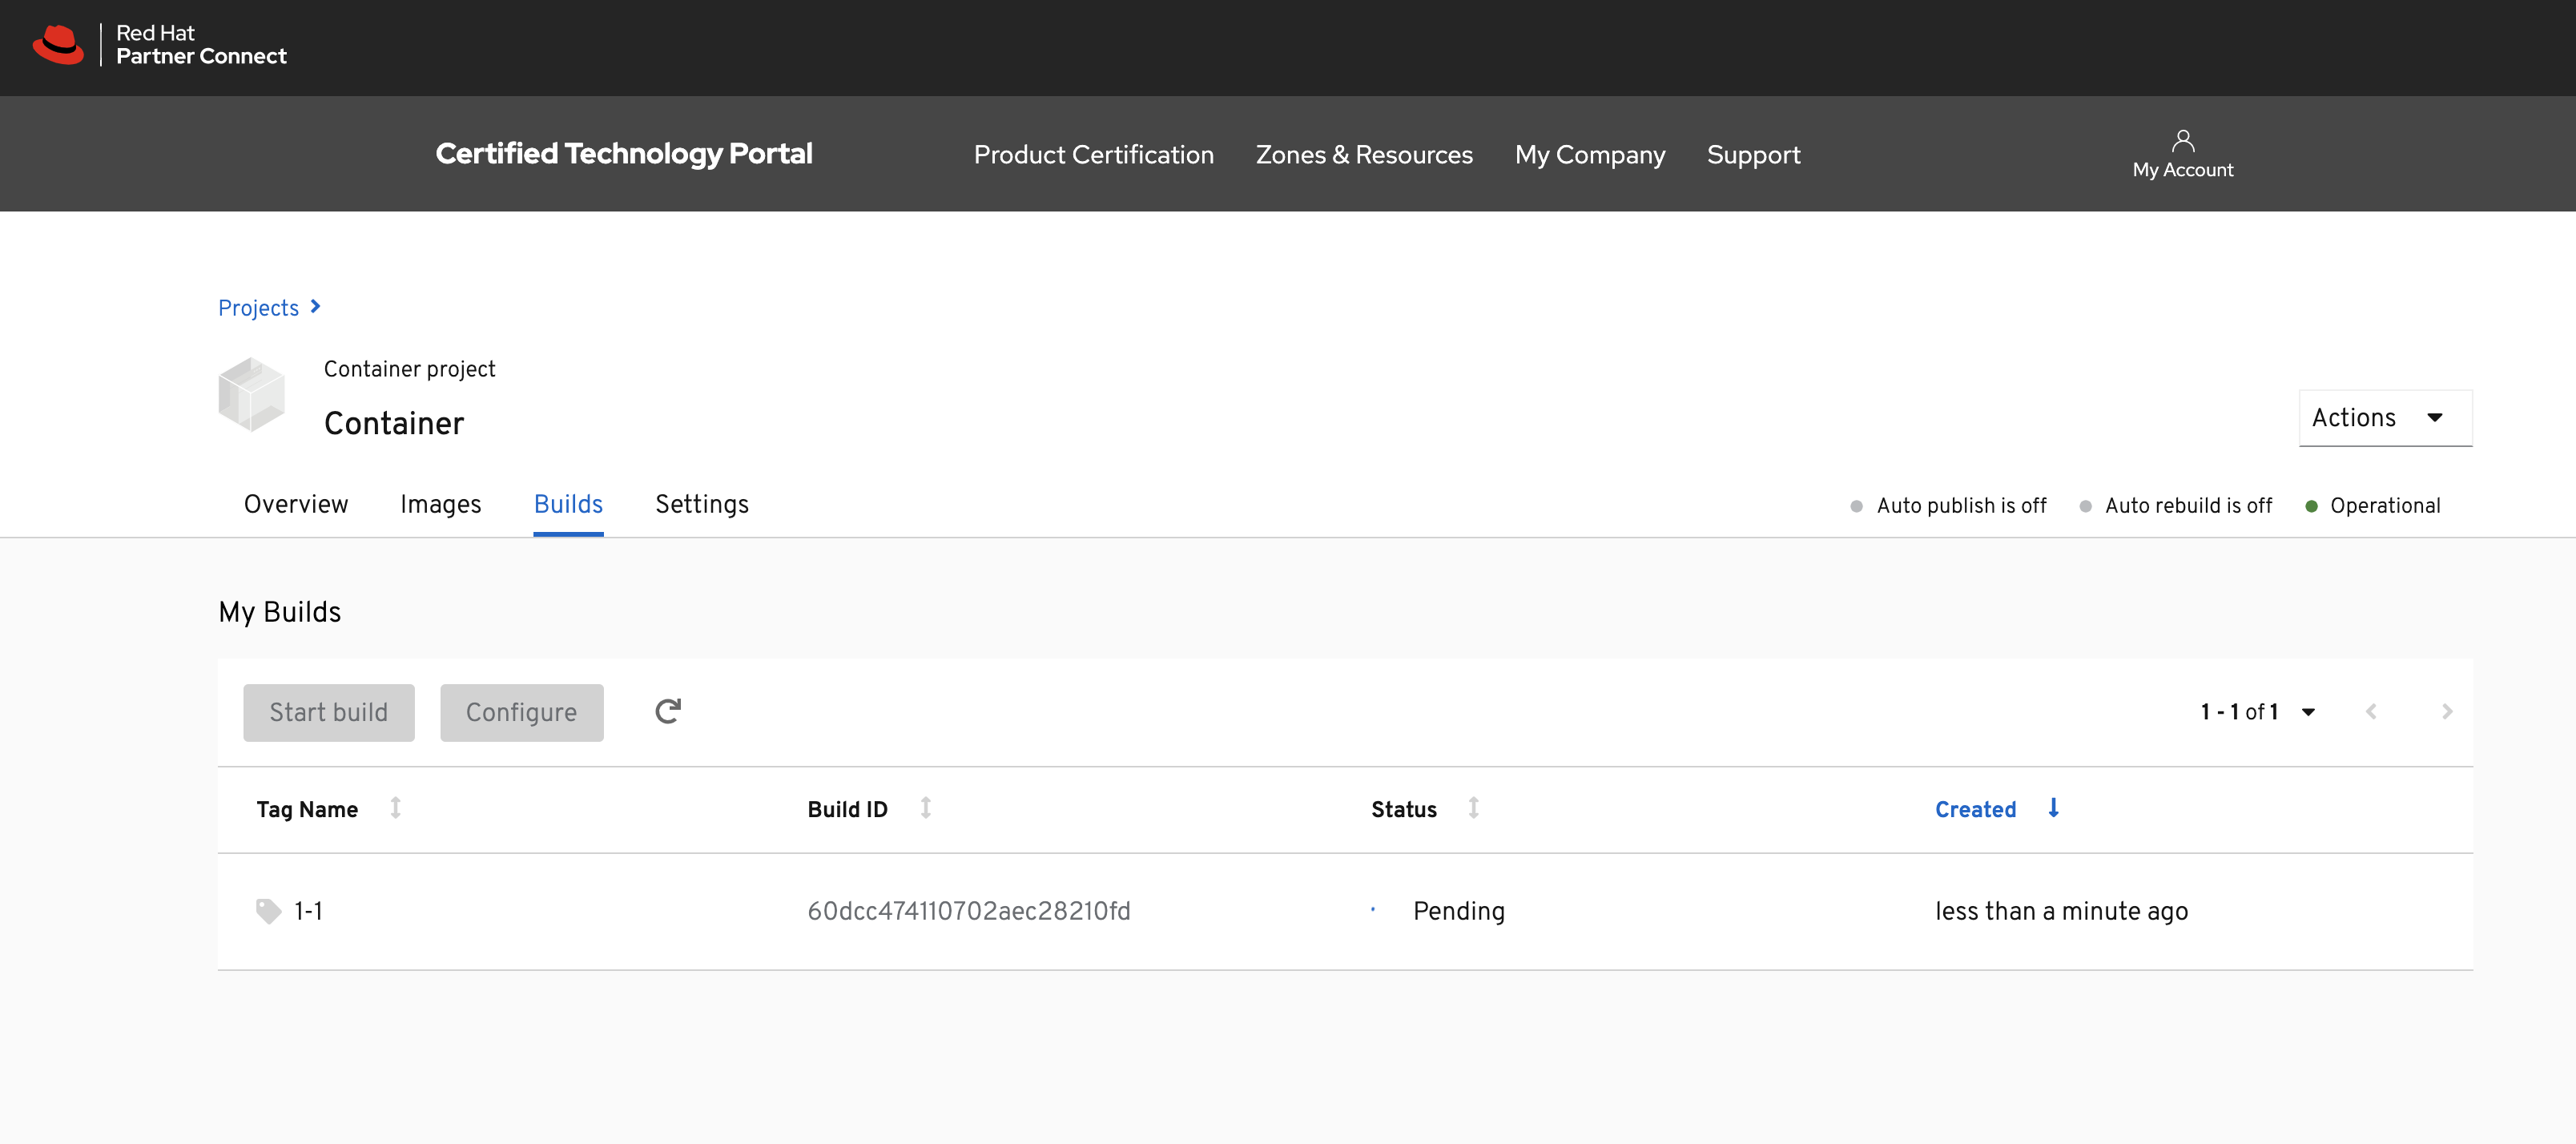 Red Hat
Partner Connect
Certified Technology Portal
Product Certification
Zones & Resources
My Company
Support
My Account
Projects
Container project
Container
Actions
Overview
Images
Builds
Settings
Auto publish is off
Auto rebuild is off
Operational
My Builds
Start build
Configure
1 - 1 of 1
Tag Name
Build ID
Status
Created
1-1
60dcc474110702aec28210fd
Pending
less than a minute ago